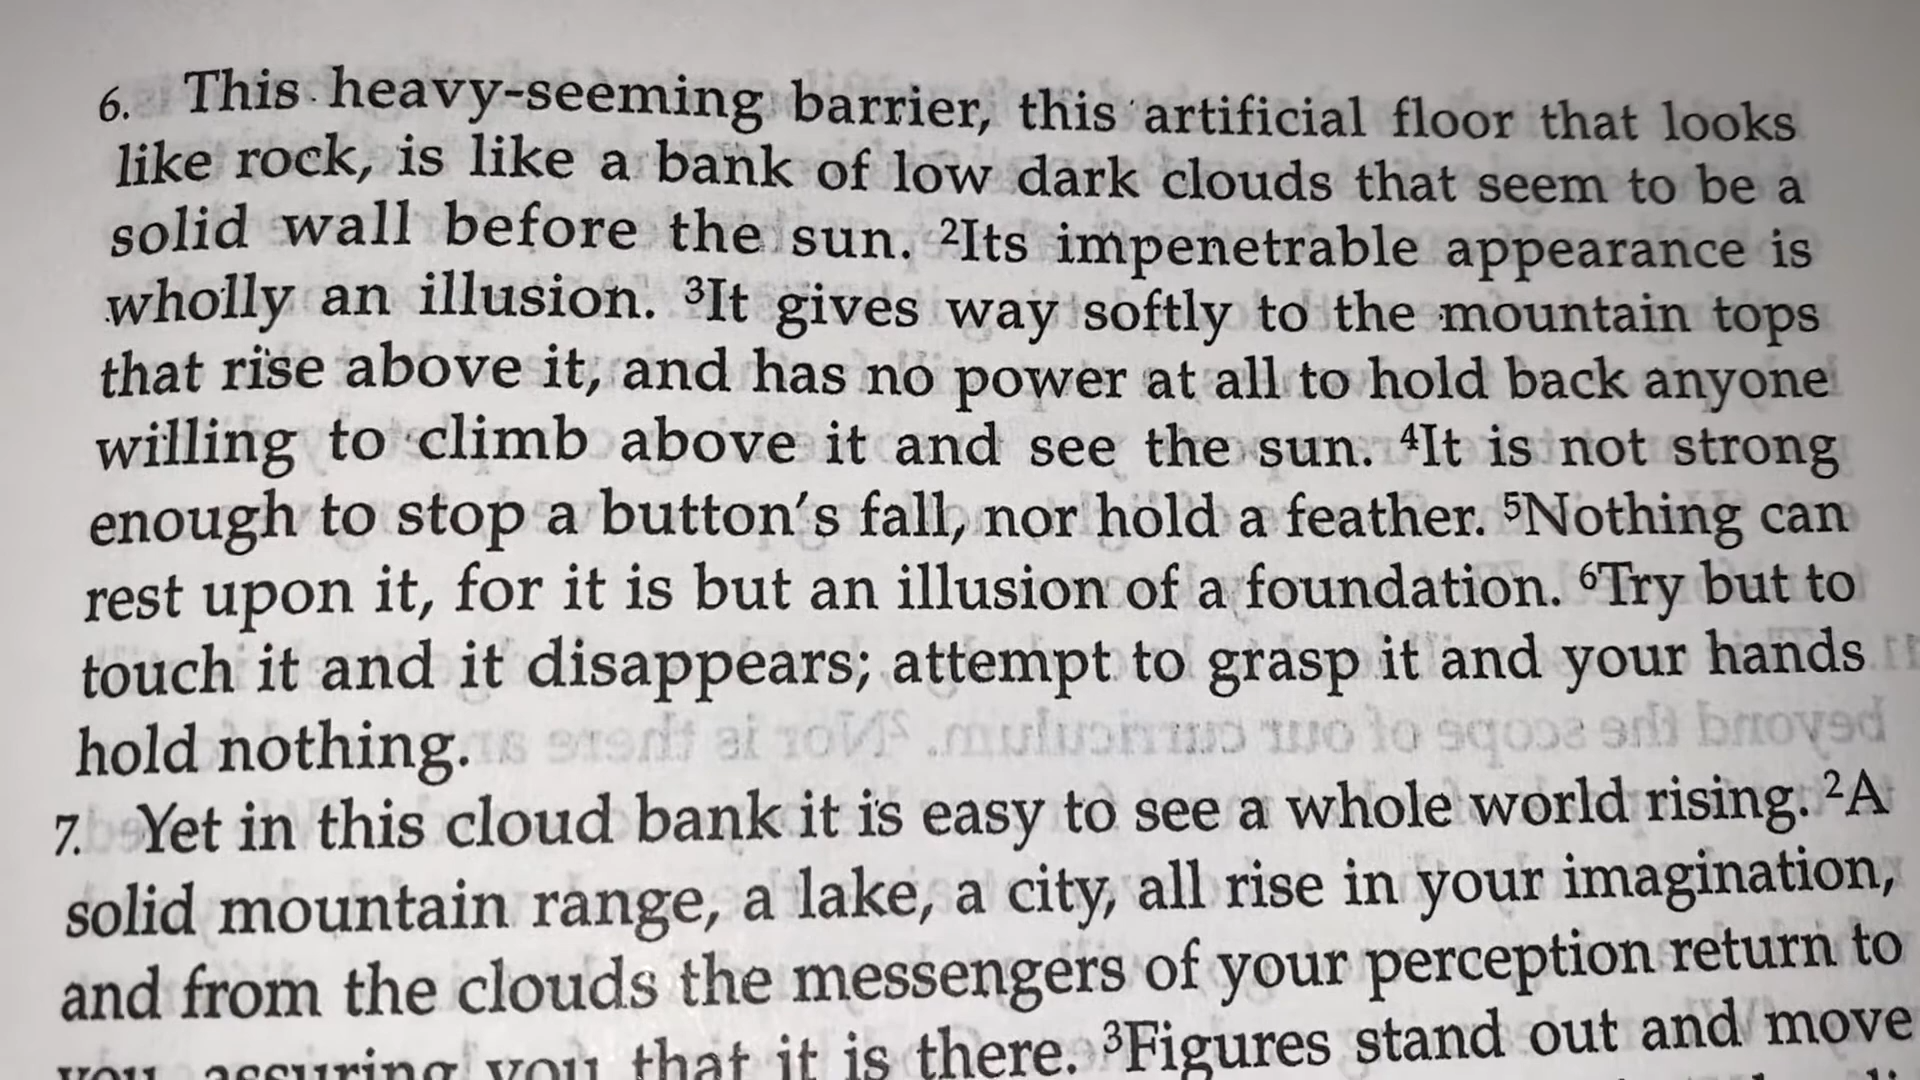 6. This heavy-seeming barrier, this artificial floor that looks
like rock, is like a bank of low dark clouds that seem to be a
solid wall before the sun. ²Its impenetrable appearance is
wholly an illusion. ³It gives way softly to the mountain tops
that rise above it, and has no power at all to hold back anyone
willing to climb above it and see the sun. ⁴It is not strong
enough to stop a button's fall, nor hold a feather. ⁵Nothing can
rest upon it, for it is but an illusion of a foundation. ⁶Try but to
touch it and it disappears; attempt to grasp it and your hands
hold nothing.
7. Yet in this cloud bank it is easy to see a whole world rising. ²A
solid mountain range, a lake, a city, all rise in your imagination,
and from the clouds the messengers of your perception return to
you, assuring you that it is there. ³Figures stand out and move